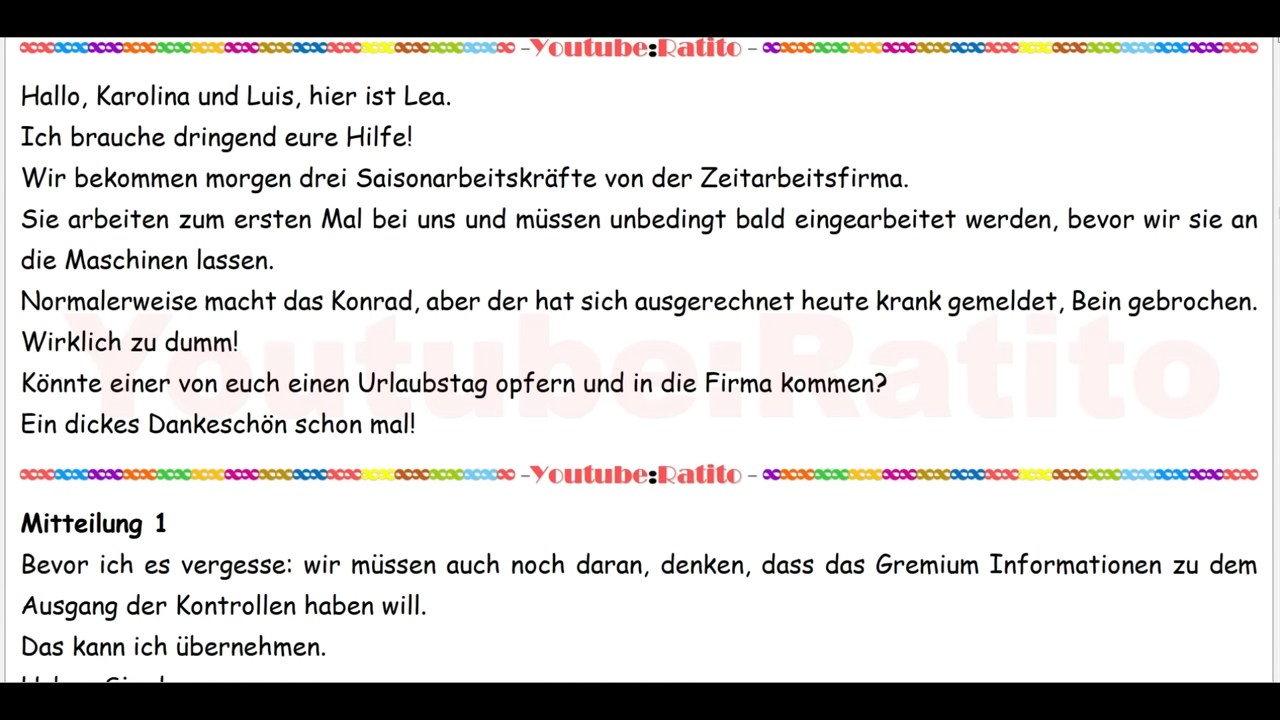 -Youtube:Ratito -
Hallo, Karolina und Luis, hier ist Lea.
Ich brauche dringend eure Hilfe!
Wir bekommen morgen drei Saisonarbeitskräfte von der Zeitarbeitsfirma.
Sie arbeiten zum ersten Mal bei uns und müssen unbedingt bald eingearbeitet werden, bevor wir sie an
die Maschinen lassen.
Normalerweise macht das Konrad, aber der hat sich ausgerechnet heute krank gemeldet, Bein gebrochen.
Wirklich zu dumm!
Youtube:Ratito
Könnte einer von euch einen Urlaubstag opfern und in die Firma kommen?
Ein dickes Dankeschön schon mal!
-Youtube:Ratito -
Mitteilung 1
Bevor ich es vergesse: wir müssen auch noch daran, denken, dass das Gremium Informationen zu dem
Ausgang der Kontrollen haben will.
Das kann ich übernehmen.